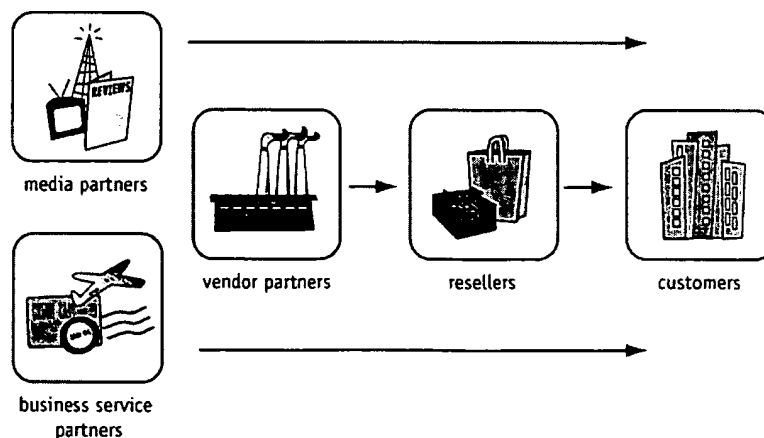 REVIEWS
media partners
vendor partners
resellers
customers
business service
partners